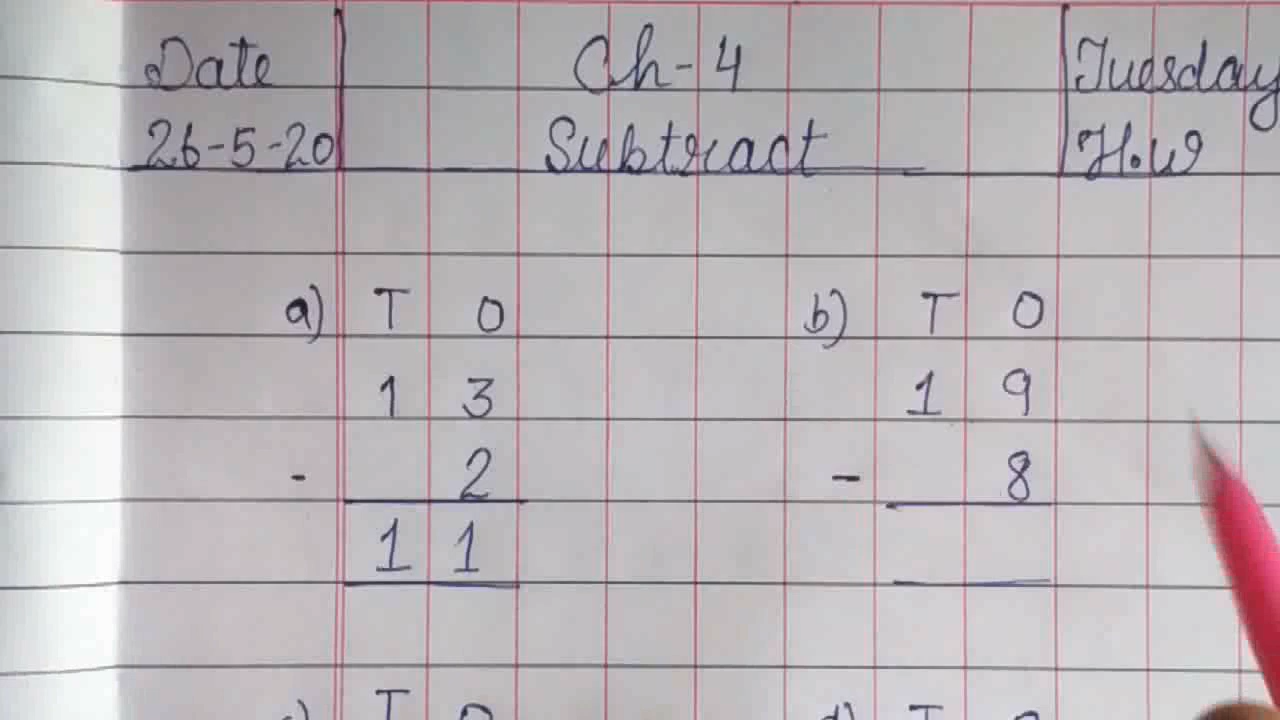 Date Ch-4 Tuesday
26-5-20 Subtract H.W
a) T O b) T O
1 3 1 9
- 2 - 8
1 1
T O d) T